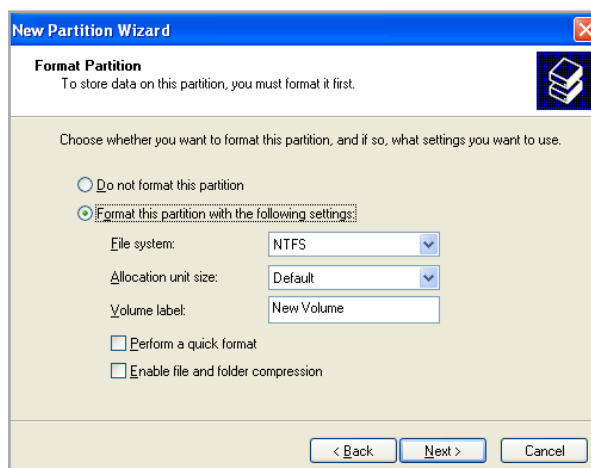 New Partition Wizard
Format Partition
To store data on this partition, you must format it first.
Choose whether you want to format this partition, and if so, what settings you want to use.
Do not format this partition
Format this partition with the following settings:
File system: NTFS
Allocation unit size: Default
Volume label: New Volume
Perform a quick format
Enable file and folder compression
< Back Next > Cancel